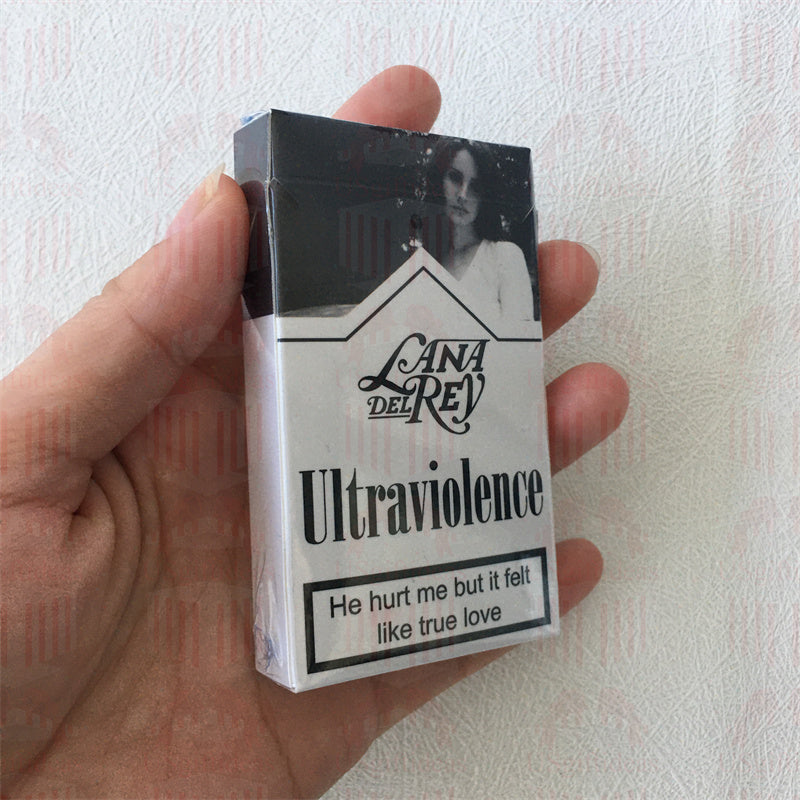 LANA
DEL REY
Ultraviolence
He hurt me but it felt
like true love